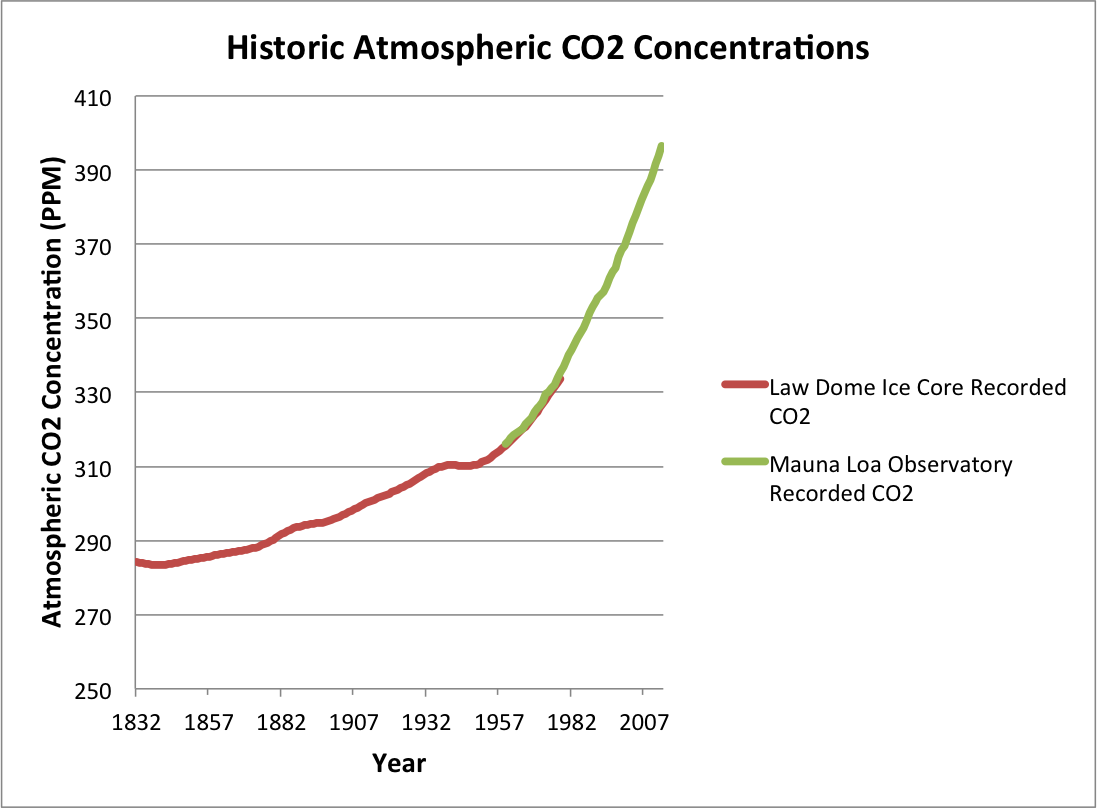 Historic Atmospheric CO2 Concentrations
410
390
370
350
330
310
290
270
250
Atmospheric CO2 Concentration (PPM)
1832 1857 1882 1907 1932 1957 1982 2007
Year
Law Dome Ice Core Recorded
CO2
Mauna Loa Observatory
Recorded CO2